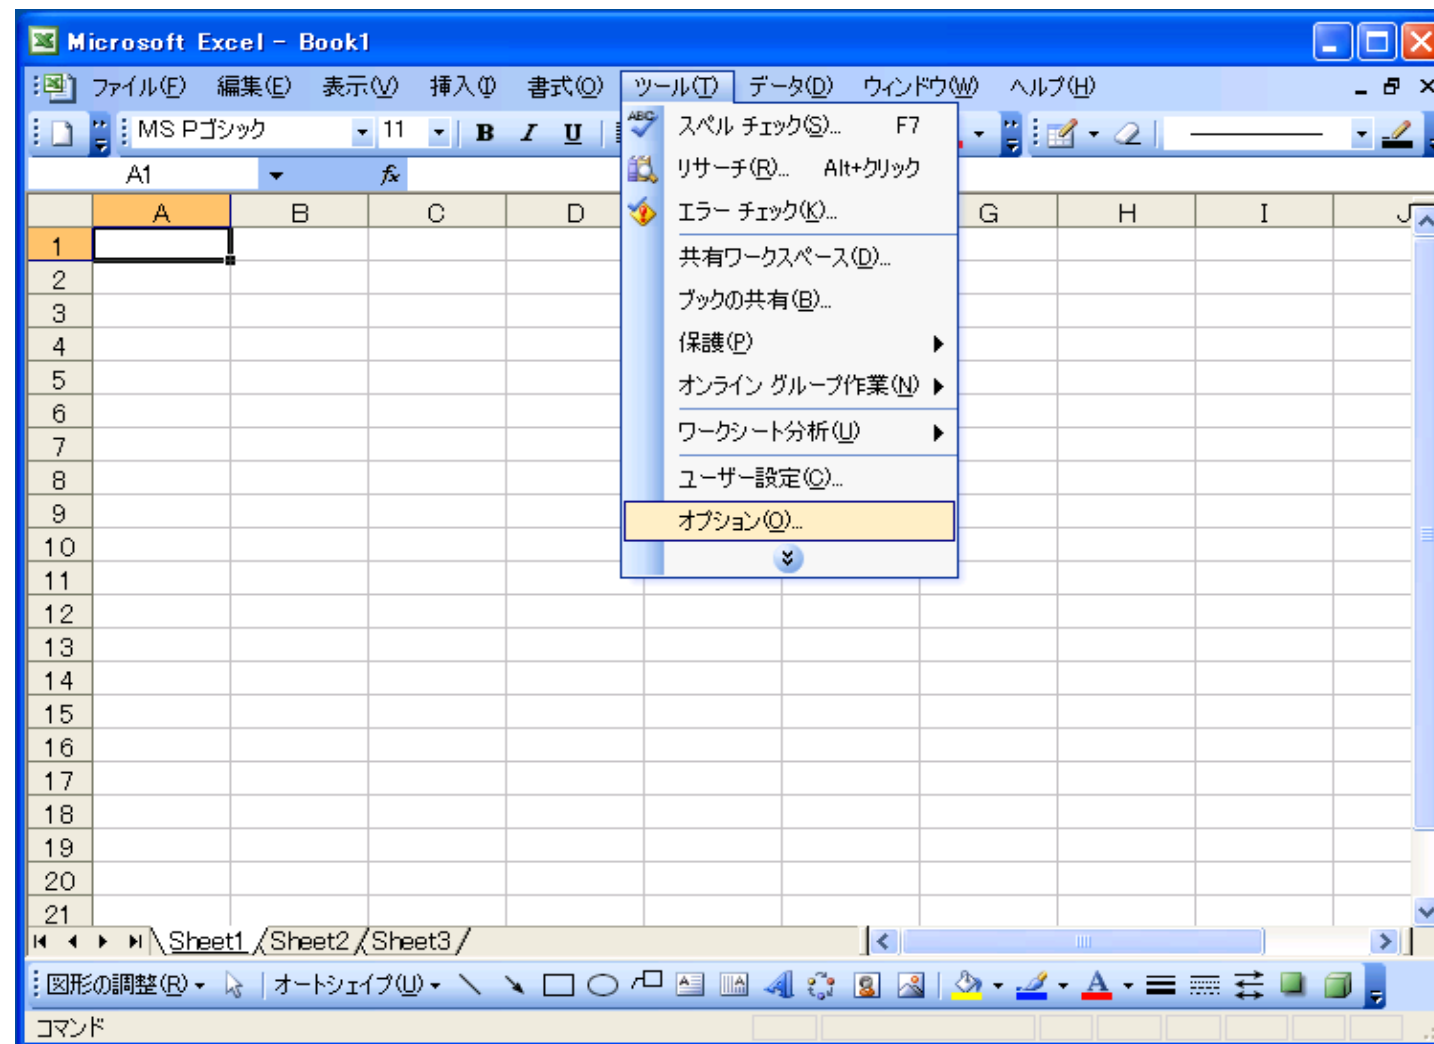 Microsoft Excel - Book1
ファイル(F) 編集(E) 表示(V) 挿入(I) 書式(O) ツール(T) データ(D) ウィンドウ(W) ヘルプ(H)
MS Pゴシック 11 B I U
A1 fx
A B C D G H I J
スペル チェック(S)... F7
リサーチ(R)... Alt+クリック
エラー チェック(K)...
共有ワークスペース(D)...
ブックの共有(B)...
保護(P)
オンライン グループ作業(N)
ワークシート分析(U)
ユーザー設定(C)...
オプション(O)...
1
2
3
4
5
6
7
8
9
10
11
12
13
14
15
16
17
18
19
20
21
Sheet1 Sheet2 Sheet3
図形の調整(R) オートシェイプ(U) A
コマンド